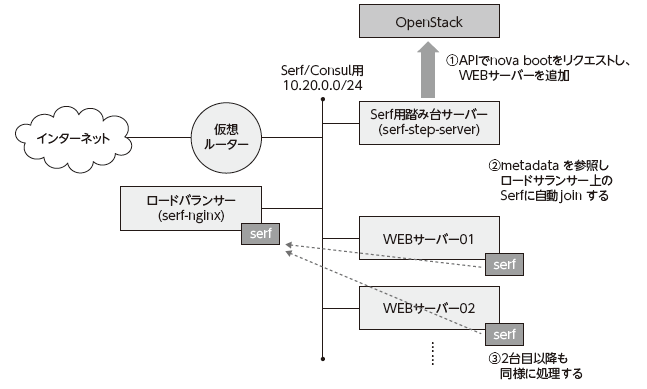 OpenStack
①APIでnova bootをリクエストし、
WEBサーバーを追加
Serf/Consul用
10.20.0.0/24
Serf用踏み台サーバー
(serf-step-server)
インターネット
仮想
ルーター
②metadata を参照し
ロードサランサー上の
Serfに自動join する
ロードバランサー
(serf-nginx)
serf
WEBサーバー01
serf
WEBサーバー02
serf
③2台目以降も
同様に処理する